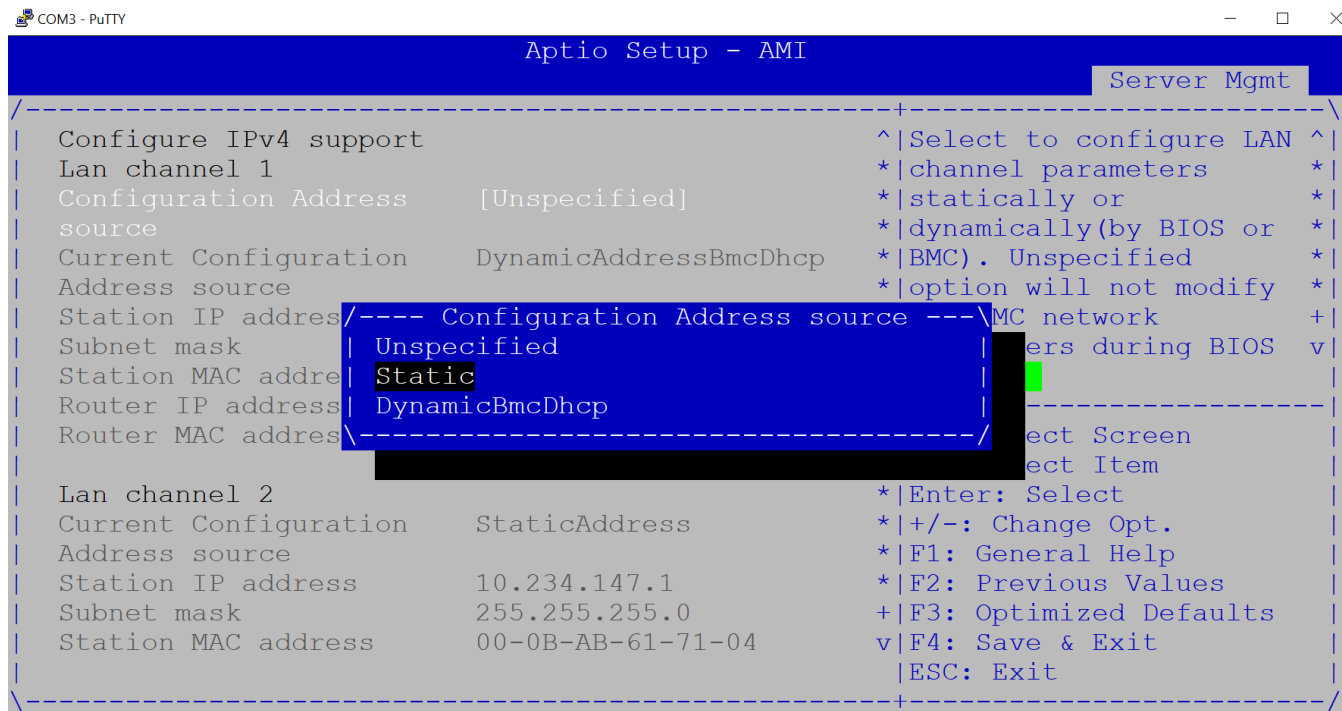 COM3 - PuTTY
Aptio Setup - AMI
Server Mgmt
/--------------------------------------------------+------------------------\
| Configure IPv4 support ^|Select to configure LAN ^|
| Lan channel 1 *|channel parameters *|
| Configuration Address [Unspecified] *|statically or *|
| source *|dynamically(by BIOS or *|
| Current Configuration DynamicAddressBmcDhcp *|BMC). Unspecified *|
| Address source *|option will not modify *|
| Station IP addres/---- Configuration Address source ---\MC network +|
| Subnet mask | Unspecified | ers during BIOS v|
| Station MAC addre| Static | |
| Router IP address| DynamicBmcDhcp | -----------------|
| Router MAC addres\-------------------------------------/ ect Screen |
| ect Item |
| Lan channel 2 *|Enter: Select |
| Current Configuration StaticAddress *|+/-: Change Opt. |
| Address source *|F1: General Help |
| Station IP address 10.234.147.1 *|F2: Previous Values |
| Subnet mask 255.255.255.0 +|F3: Optimized Defaults |
| Station MAC address 00-0B-AB-61-71-04 v|F4: Save & Exit |
| |ESC: Exit |
\--------------------------------------------------+------------------------/